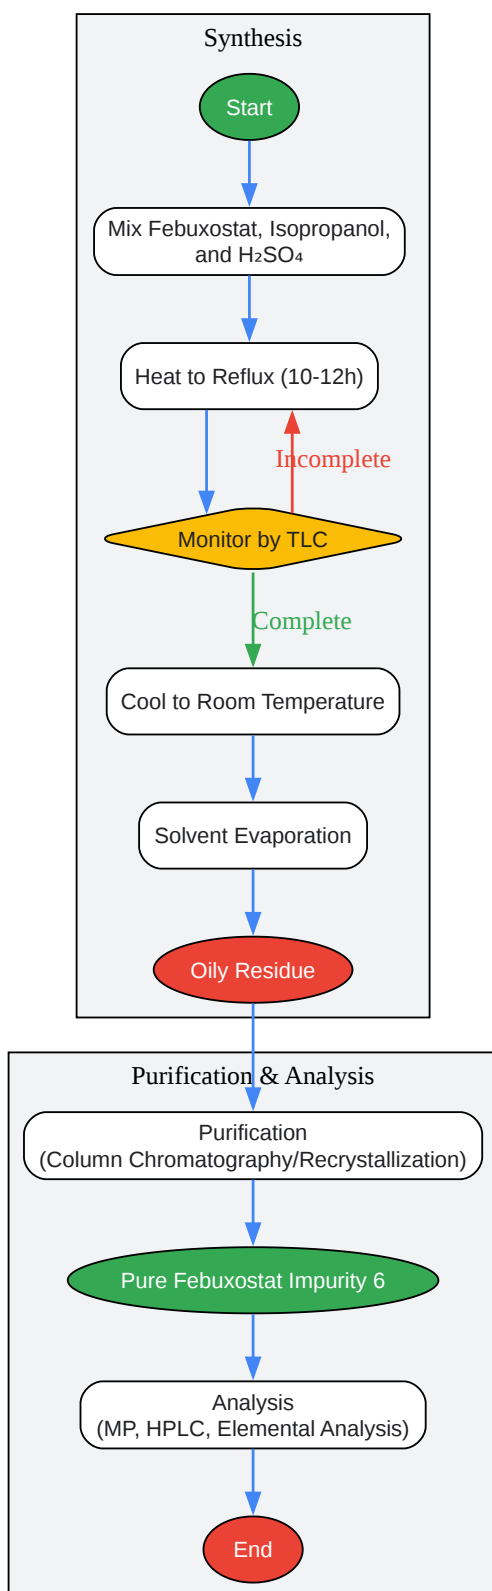 Synthesis
Start
Mix Febuxostat, Isopropanol,
and H₂SO₄
Heat to Reflux (10-12h)
Incomplete
Monitor by TLC
Complete
Cool to Room Temperature
Solvent Evaporation
Oily Residue
Purification & Analysis
Purification
(Column Chromatography/Recrystallization)
Pure Febuxostat Impurity 6
Analysis
(MP, HPLC, Elemental Analysis)
End